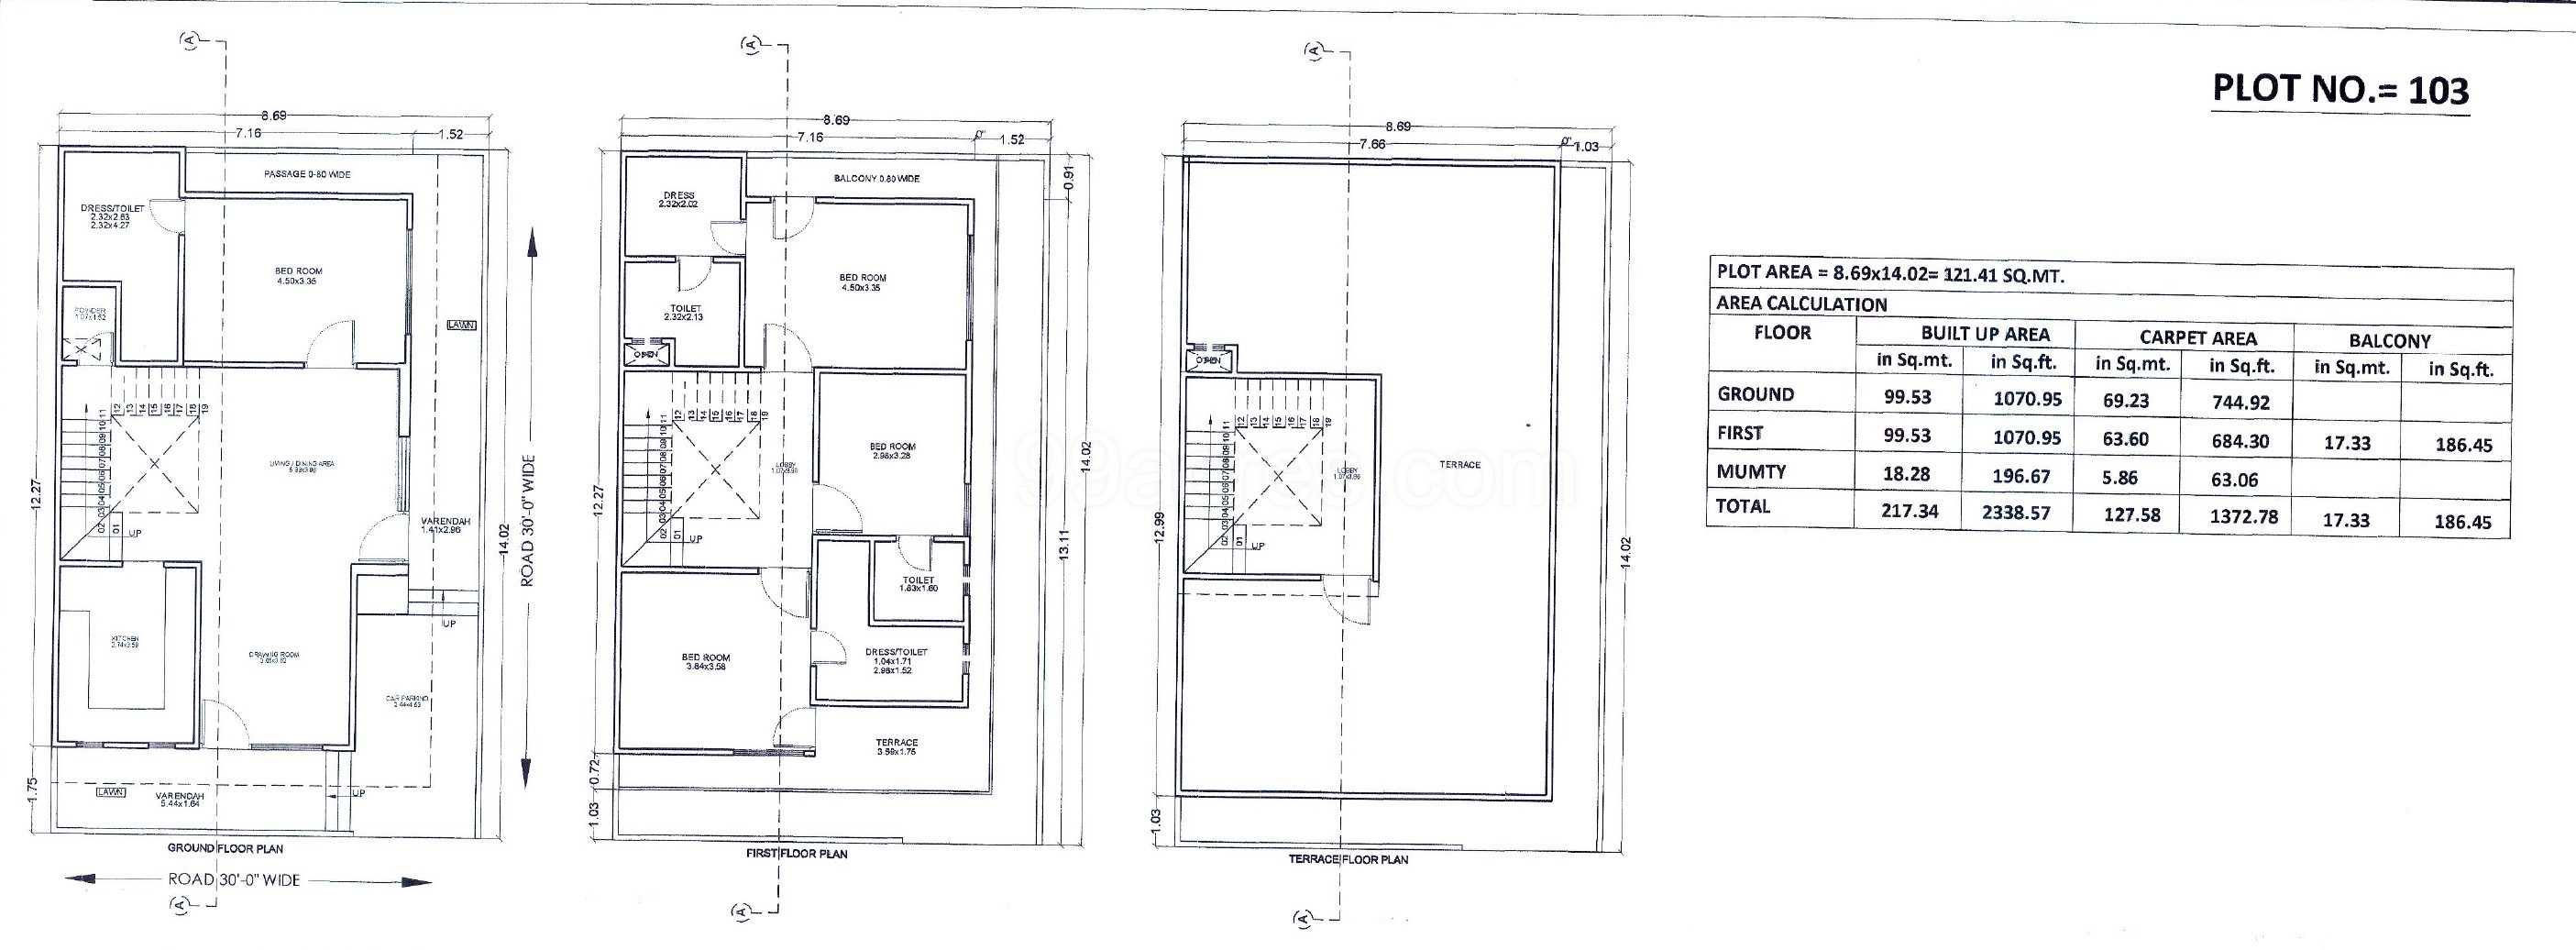 PLOT NO.= 103
(A)
8.69
7.16
1.52
PASSAGE 0-80 WIDE
DRESS/TOILET
2.32x2.63
2.32x4.27
BED ROOM
4.50x3.35
POWDER
LAWN
12 13 14 15 16 17 18 19
02 03 04 05 06 07 08 09 10 11
01
UP
LIVING / DINING AREA
12.27
VARENDAH
1.41x2.96
14.02
ROAD 30'-0" WIDE
UP
KITCHEN
DRAWING ROOM
CAR PARKING
1.75
LAWN
VARENDAH
5.44x1.64
UP
GROUND FLOOR PLAN
ROAD 30'-0" WIDE
(A)
(A)
8.69
7.16
0"
1.52
0.91
BALCONY 0.80 WIDE
DRESS
2.32x2.02
BED ROOM
4.50x3.35
TOILET
2.32x2.13
OPEN
12 13 14 15 16 17 18 19
02 03 04 05 06 07 08 09 10 11
01
UP
LOBBY
BED ROOM
2.98x3.28
12.27
14.02
13.11
TOILET
1.83x1.60
BED ROOM
3.84x3.58
DRESS/TOILET
1.04x1.71
2.98x1.52
TERRACE
3.59x1.75
0.72
1.03
FIRST FLOOR PLAN
(A)
(A)
8.69
7.66
0"
1.03
OPEN
12 13 14 15 16 17 18 19
02 03 04 05 06 07 08 09 10 11
01
UP
LOBBY
TERRACE
12.99
14.02
1.03
TERRACE FLOOR PLAN
(A)
99acres.com
PLOT AREA = 8.69x14.02= 121.41 SQ.MT.
AREA CALCULATION
FLOOR BUILT UP AREA CARPET AREA BALCONY
in Sq.mt. in Sq.ft. in Sq.mt. in Sq.ft. in Sq.mt. in Sq.ft.
GROUND 99.53 1070.95 69.23 744.92
FIRST 99.53 1070.95 63.60 684.30 17.33 186.45
MUMTY 18.28 196.67 5.86 63.06
TOTAL 217.34 2338.57 127.58 1372.78 17.33 186.45